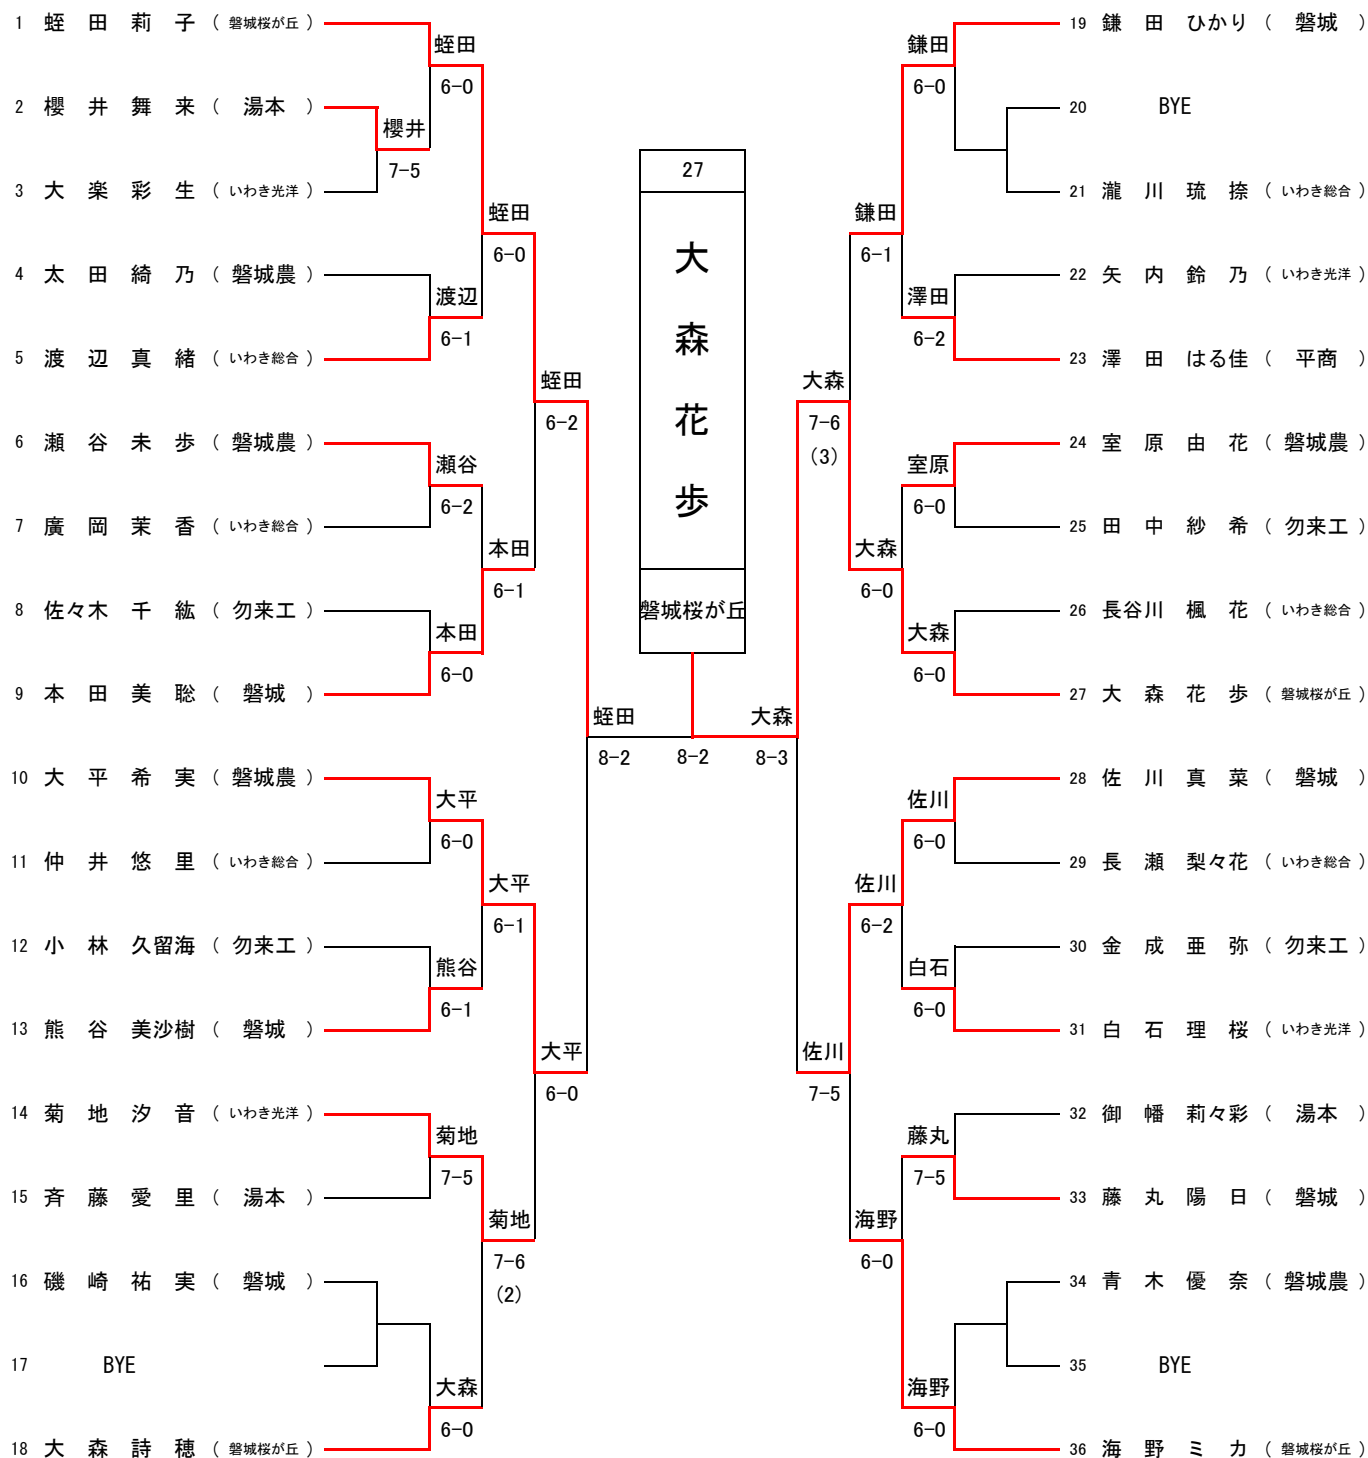 1 蛭田莉子 ( 磐城桜が丘 )
2 櫻井舞来 ( 湯本 )
3 大楽彩生 ( いわき光洋 )
4 太田綺乃 ( 磐城農 )
5 渡辺真緒 ( いわき総合 )
6 瀬谷未歩 ( 磐城農 )
7 廣岡茉香 ( いわき総合 )
8 佐々木千紘 ( 勿来工 )
9 本田美聡 ( 磐城 )
10 大平希実 ( 磐城農 )
11 仲井悠里 ( いわき総合 )
12 小林久留海 ( 勿来工 )
13 熊谷美沙樹 ( 磐城 )
14 菊地汐音 ( いわき光洋 )
15 斉藤愛里 ( 湯本 )
16 磯崎祐実 ( 磐城 )
17 BYE
18 大森詩穂 ( 磐城桜が丘 )
櫻井
7-5
蛭田
6-0
渡辺
6-1
瀬谷
6-2
本田
6-0
大平
6-0
熊谷
6-1
菊地
7-5
大森
6-0
蛭田
6-0
本田
6-1
大平
6-1
菊地
7-6
(2)
蛭田
6-2
大平
6-0
蛭田
8-2
27
大森花歩
磐城桜が丘
8-2
大森
8-3
大森
7-6
(3)
佐川
7-5
鎌田
6-1
大森
6-0
佐川
6-2
海野
6-0
鎌田
6-0
澤田
6-2
室原
6-0
大森
6-0
佐川
6-0
白石
6-0
藤丸
7-5
海野
6-0
19 鎌田ひかり ( 磐城 )
20 BYE
21 瀧川琉捺 ( いわき総合 )
22 矢内鈴乃 ( いわき光洋 )
23 澤田はる佳 ( 平商 )
24 室原由花 ( 磐城農 )
25 田中紗希 ( 勿来工 )
26 長谷川楓花 ( いわき総合 )
27 大森花歩 ( 磐城桜が丘 )
28 佐川真菜 ( 磐城 )
29 長瀬梨々花 ( いわき総合 )
30 金成亜弥 ( 勿来工 )
31 白石理桜 ( いわき光洋 )
32 御幡莉々彩 ( 湯本 )
33 藤丸陽日 ( 磐城 )
34 青木優奈 ( 磐城農 )
35 BYE
36 海野ミカ ( 磐城桜が丘 )